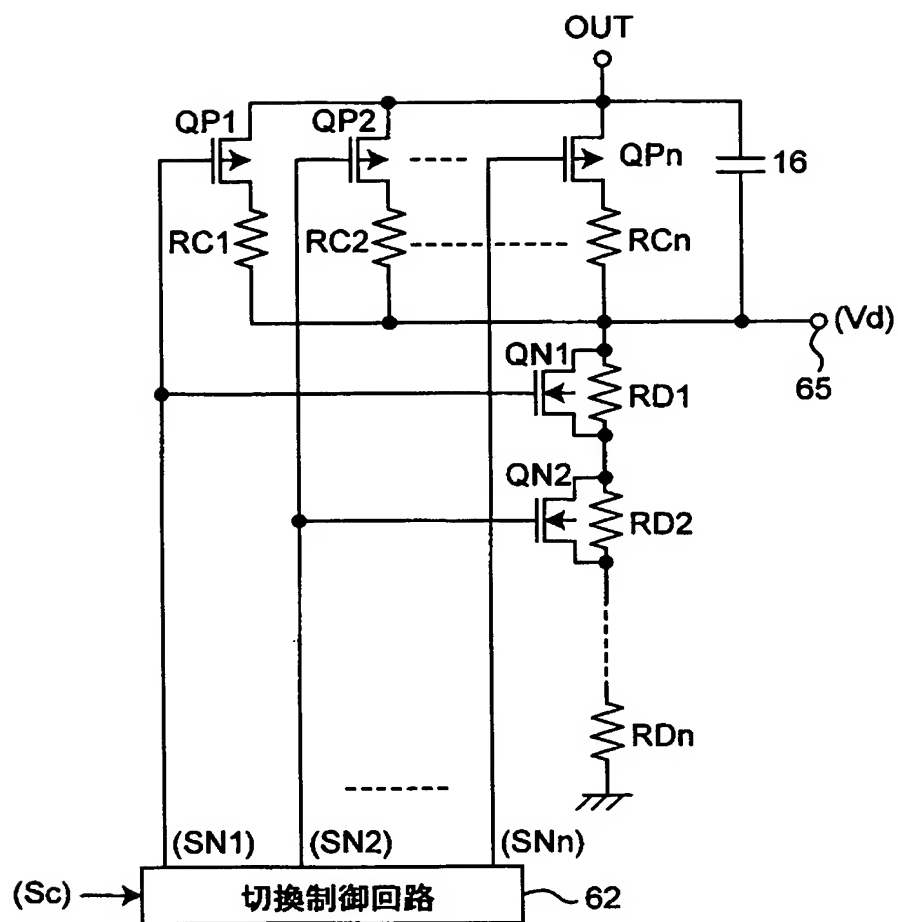 OUT
QP1
QP2
QPn
16
RC1
RC2
RCn
(Vd)
65
QN1
RD1
QN2
RD2
RDn
(SN1)
(SN2)
(SNn)
(Sc)
切換制御回路
62